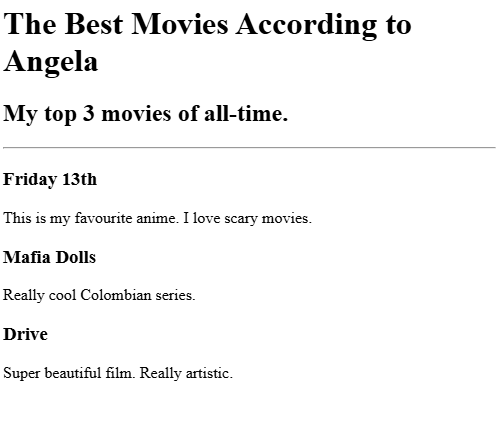 The Best Movies According to
Angela
My top 3 movies of all-time.
Friday 13th
This is my favourite anime. I love scary movies.
Mafia Dolls
Really cool Colombian series.
Drive
Super beautiful film. Really artistic.